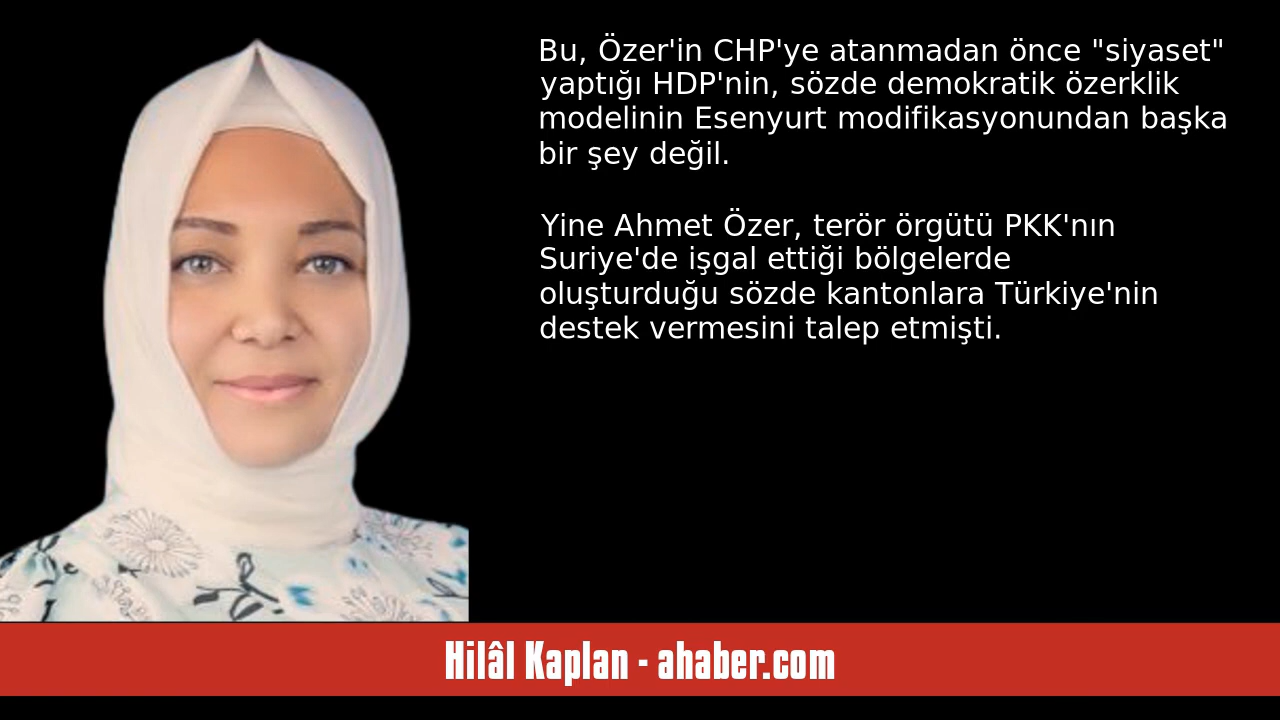 Bu, Özer'in CHP'ye atanmadan önce "siyaset"
yaptığı HDP'nin, sözde demokratik özerklik
modelinin Esenyurt modifikasyonundan başka
bir şey değil.
Yine Ahmet Özer, terör örgütü PKK'nın
Suriye'de işgal ettiği bölgelerde
oluşturduğu sözde kantonlara Türkiye'nin
destek vermesini talep etmişti.
Hilâl Kaplan - ahaber.com